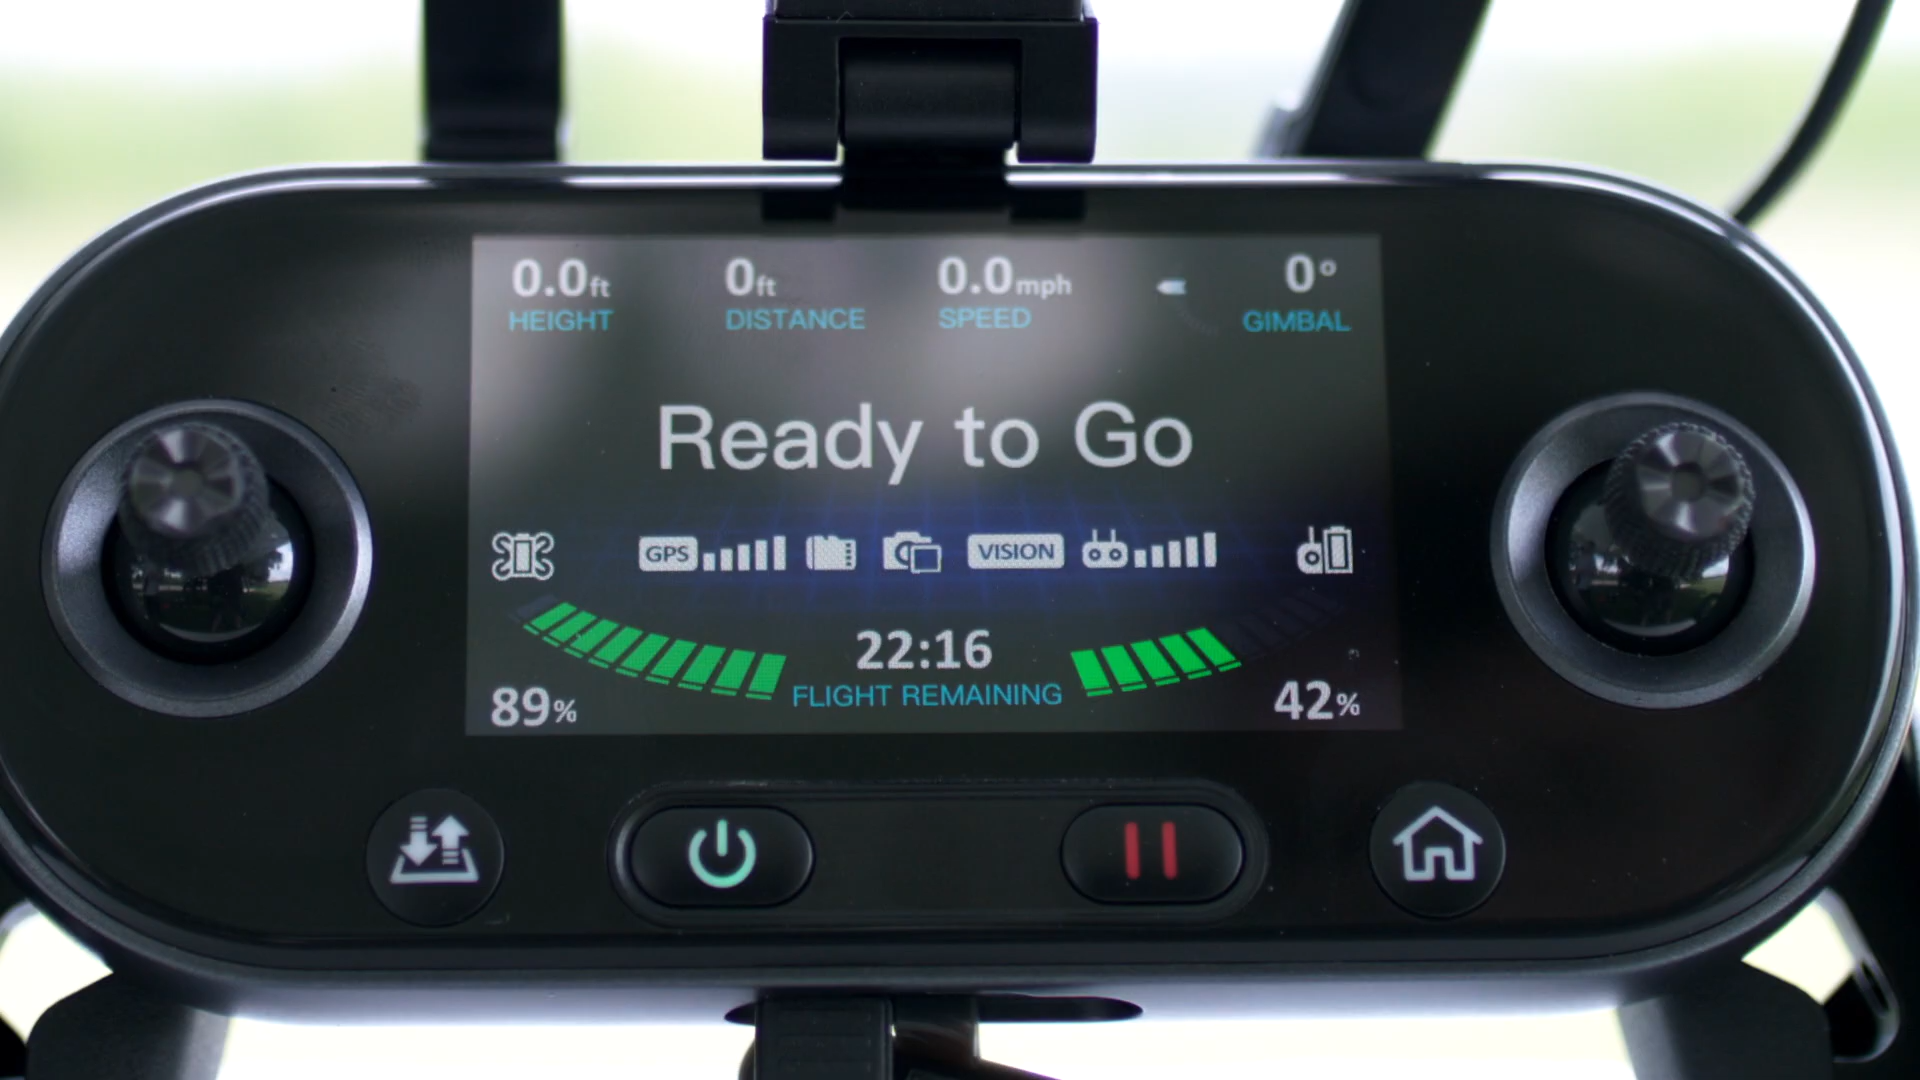 0.0ft 0ft 0.0mph 0°
HEIGHT DISTANCE SPEED GIMBAL
Ready to Go
GPS VISION
22:16
FLIGHT REMAINING
89% 42%